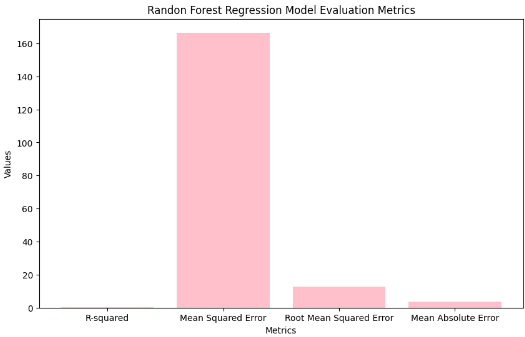 Randon Forest Regression Model Evaluation Metrics
160
140
120
100
80
60
40
20
0
Values
R-squared Mean Squared Error Root Mean Squared Error Mean Absolute Error
Metrics